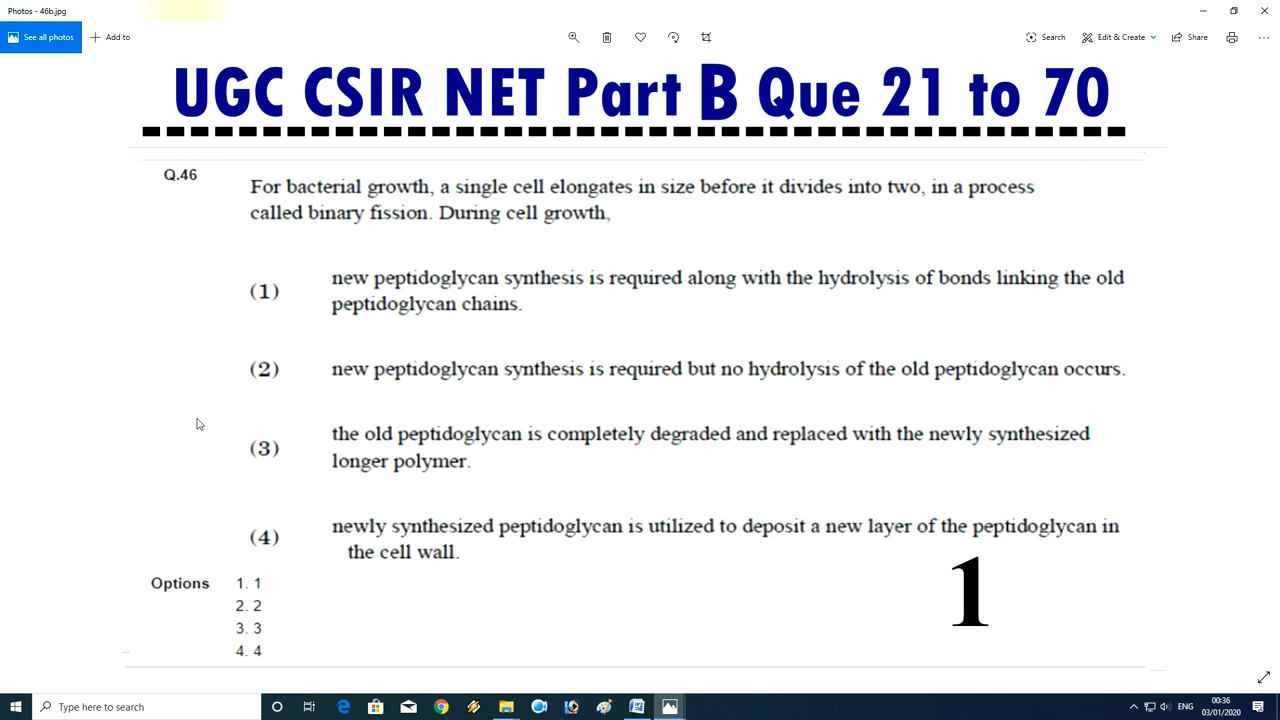 Photos - 46b.jpg
See all photos
Add to
Search
Edit & Create
Share
UGC CSIR NET Part B Que 21 to 70
Q.46
For bacterial growth, a single cell elongates in size before it divides into two, in a process
called binary fission. During cell growth,
(1)
new peptidoglycan synthesis is required along with the hydrolysis of bonds linking the old
peptidoglycan chains.
(2)
new peptidoglycan synthesis is required but no hydrolysis of the old peptidoglycan occurs.
(3)
the old peptidoglycan is completely degraded and replaced with the newly synthesized
longer polymer.
(4)
newly synthesized peptidoglycan is utilized to deposit a new layer of the peptidoglycan in
the cell wall.
Options
1. 1
2. 2
3. 3
4. 4
1
Type here to search
ENG
00:36
03/01/2020